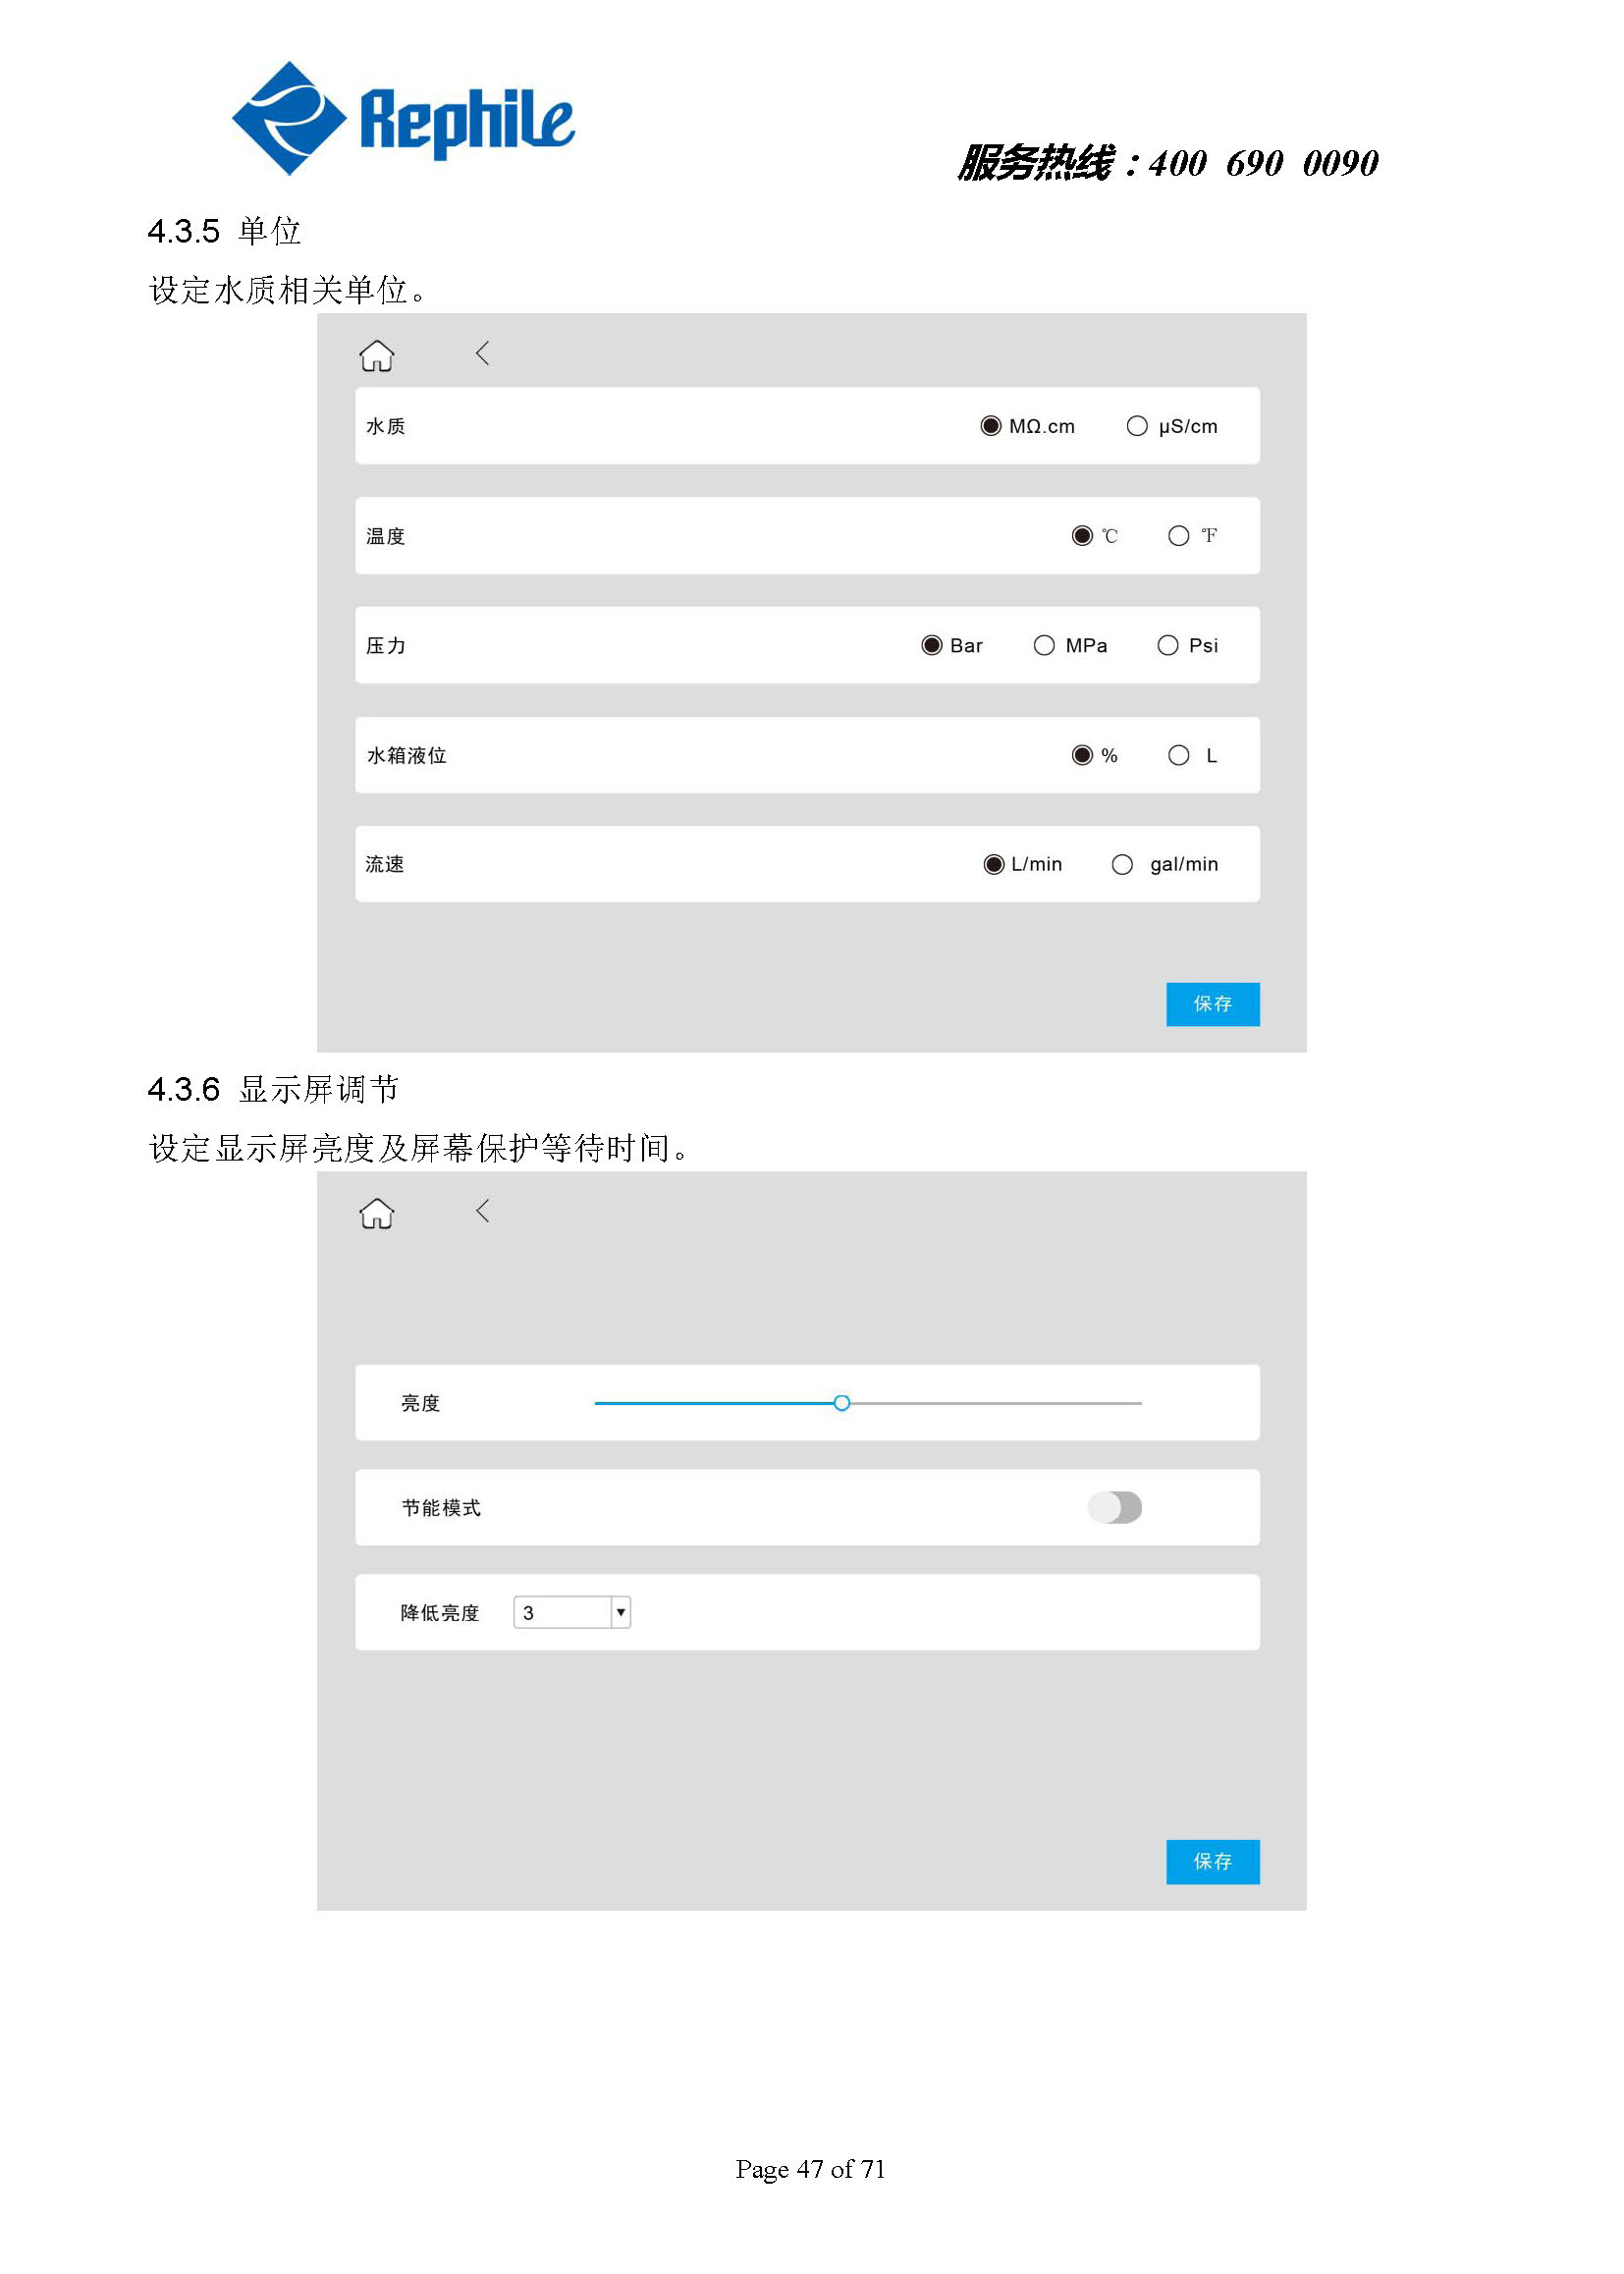 Rephile
服务热线：400 690 0090
4.3.5 单位
设定水质相关单位。
水质 MΩ.cm μS/cm
温度 ℃ ℉
压力 Bar MPa Psi
水箱液位 % L
流速 L/min gal/min
保存
4.3.6 显示屏调节
设定显示屏亮度及屏幕保护等待时间。
亮度
节能模式
降低亮度 3
保存
Page 47 of 71